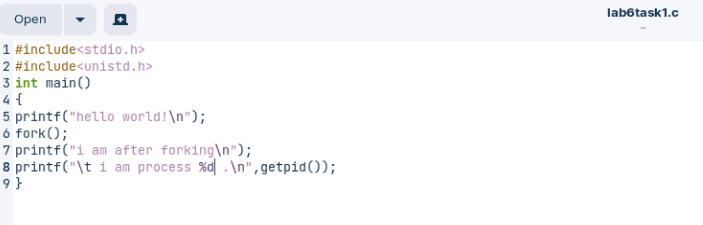 Open
lab6task1.c
~
1 #include<stdio.h>
2 #include<unistd.h>
3 int main()
4 {
5 printf("hello world!\n");
6 fork();
7 printf("i am after forking\n");
8 printf("\t i am process %d .\n",getpid());
9 }